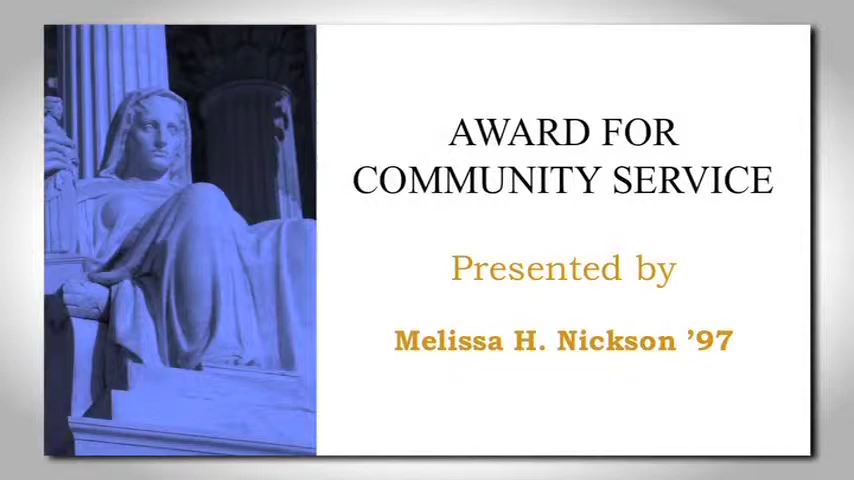 AWARD FOR
COMMUNITY SERVICE
Presented by
Melissa H. Nickson ’97